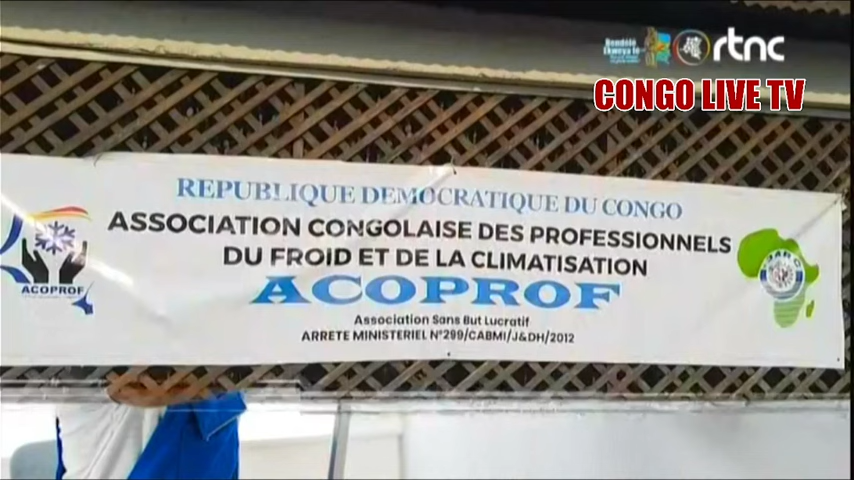 rtnc
CONGO LIVE TV
REPUBLIQUE DEMOCRATIQUE DU CONGO
ASSOCIATION CONGOLAISE DES PROFESSIONNELS
DU FROID ET DE LA CLIMATISATION
ACOPROF
Association Sans But Lucratif
ARRETE MINISTERIEL N°299/CABMI/J&DH/2012
ACOPROF